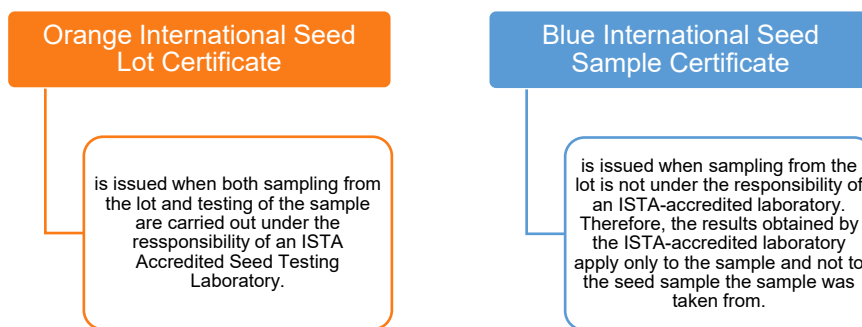 Orange International Seed
Lot Certificate
is issued when both sampling from
the lot and testing of the sample
are carried out under the
ressponsibility of an ISTA
Accredited Seed Testing
Laboratory.
Blue International Seed
Sample Certificate
is issued when sampling from the
lot is not under the responsibility of
an ISTA-accredited laboratory.
Therefore, the results obtained by
the ISTA-accredited laboratory
apply only to the sample and not to
the seed sample the sample was
taken from.